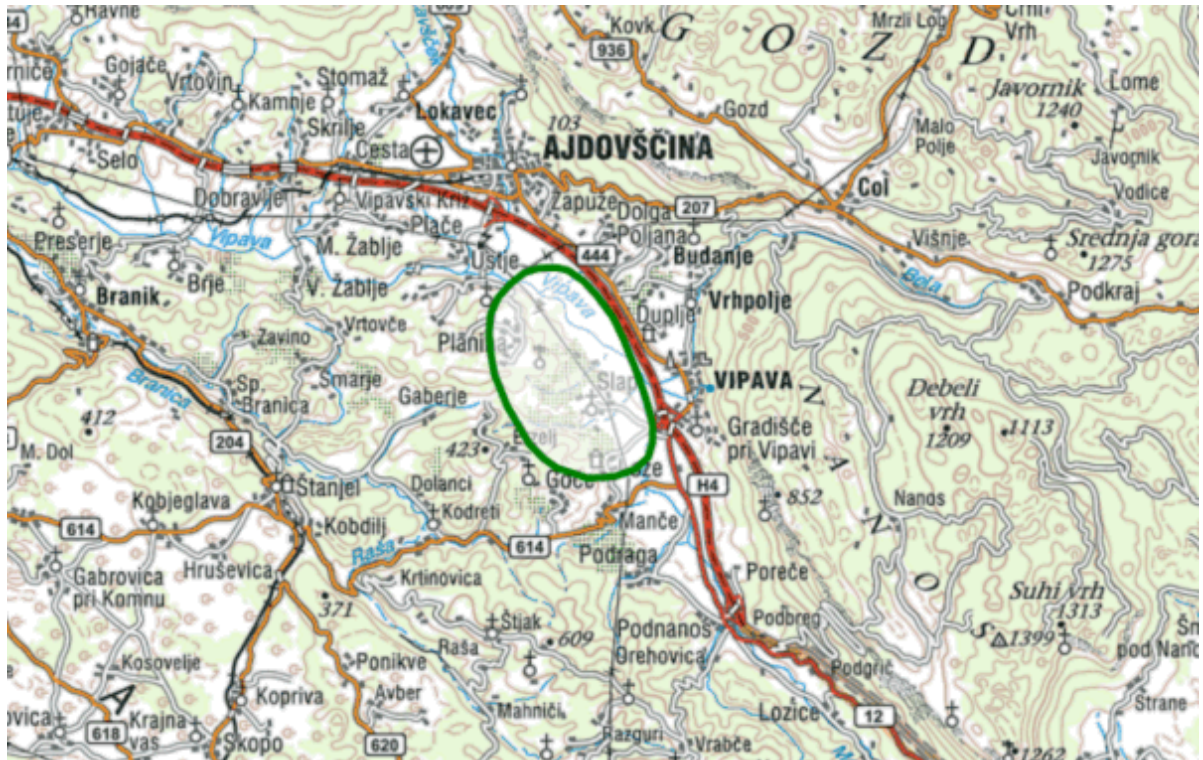 Ravne
Gojače
Vrtovin
Stomaž
Kamnje
Skrilje
Lokavec
Cesta
Selo
Dobravlje
Vipavski Križ
Plače
AJDOVŠČINA
103
936
Kovk
G O Z D
Mrzli Log
Črni
Vrh
Javornik
1240
Lome
Gozd
Malo
Polje
Javornik
Vodice
Col
207
Zapuže
Dolga
Poljana
444
Budanje
Višnje
Srednja gora
1275
Bela
Podkraj
Preserje
Vipava
M. Žablje
Ustje
Branik
Brje
V. Žablje
Vipava
Vrhpolje
Duplje
Zavino
Vrtovče
Planina
Slap
VIPAVA
Šmarje
Gaberje
Branica
Sp.
Branica
412
204
M. Dol
423
Erzelj
Goče
Gradišče
pri Vipavi
Debeli
vrh
1209
1113
N A N O S
Štanjel
Dolanci
H4
852
Nanos
Kobjeglava
Kobdilj
Kodreti
614
614
Manče
Raša
Podraga
Gabrovica
pri Komnu
Hruševica
371
Krtinovica
Poreče
Suhi vrh
1313
Štjak
609
Podnanos
Podbreg
1399
pod Nano
Orehovica
Kosovelje
Ponikve
Raša
Podgrič
Kopriva
Avber
Strane
A
618
Krajna
vas
Skopo
620
Mahniči
Razguri
Lozice
12
Vrabče
1262